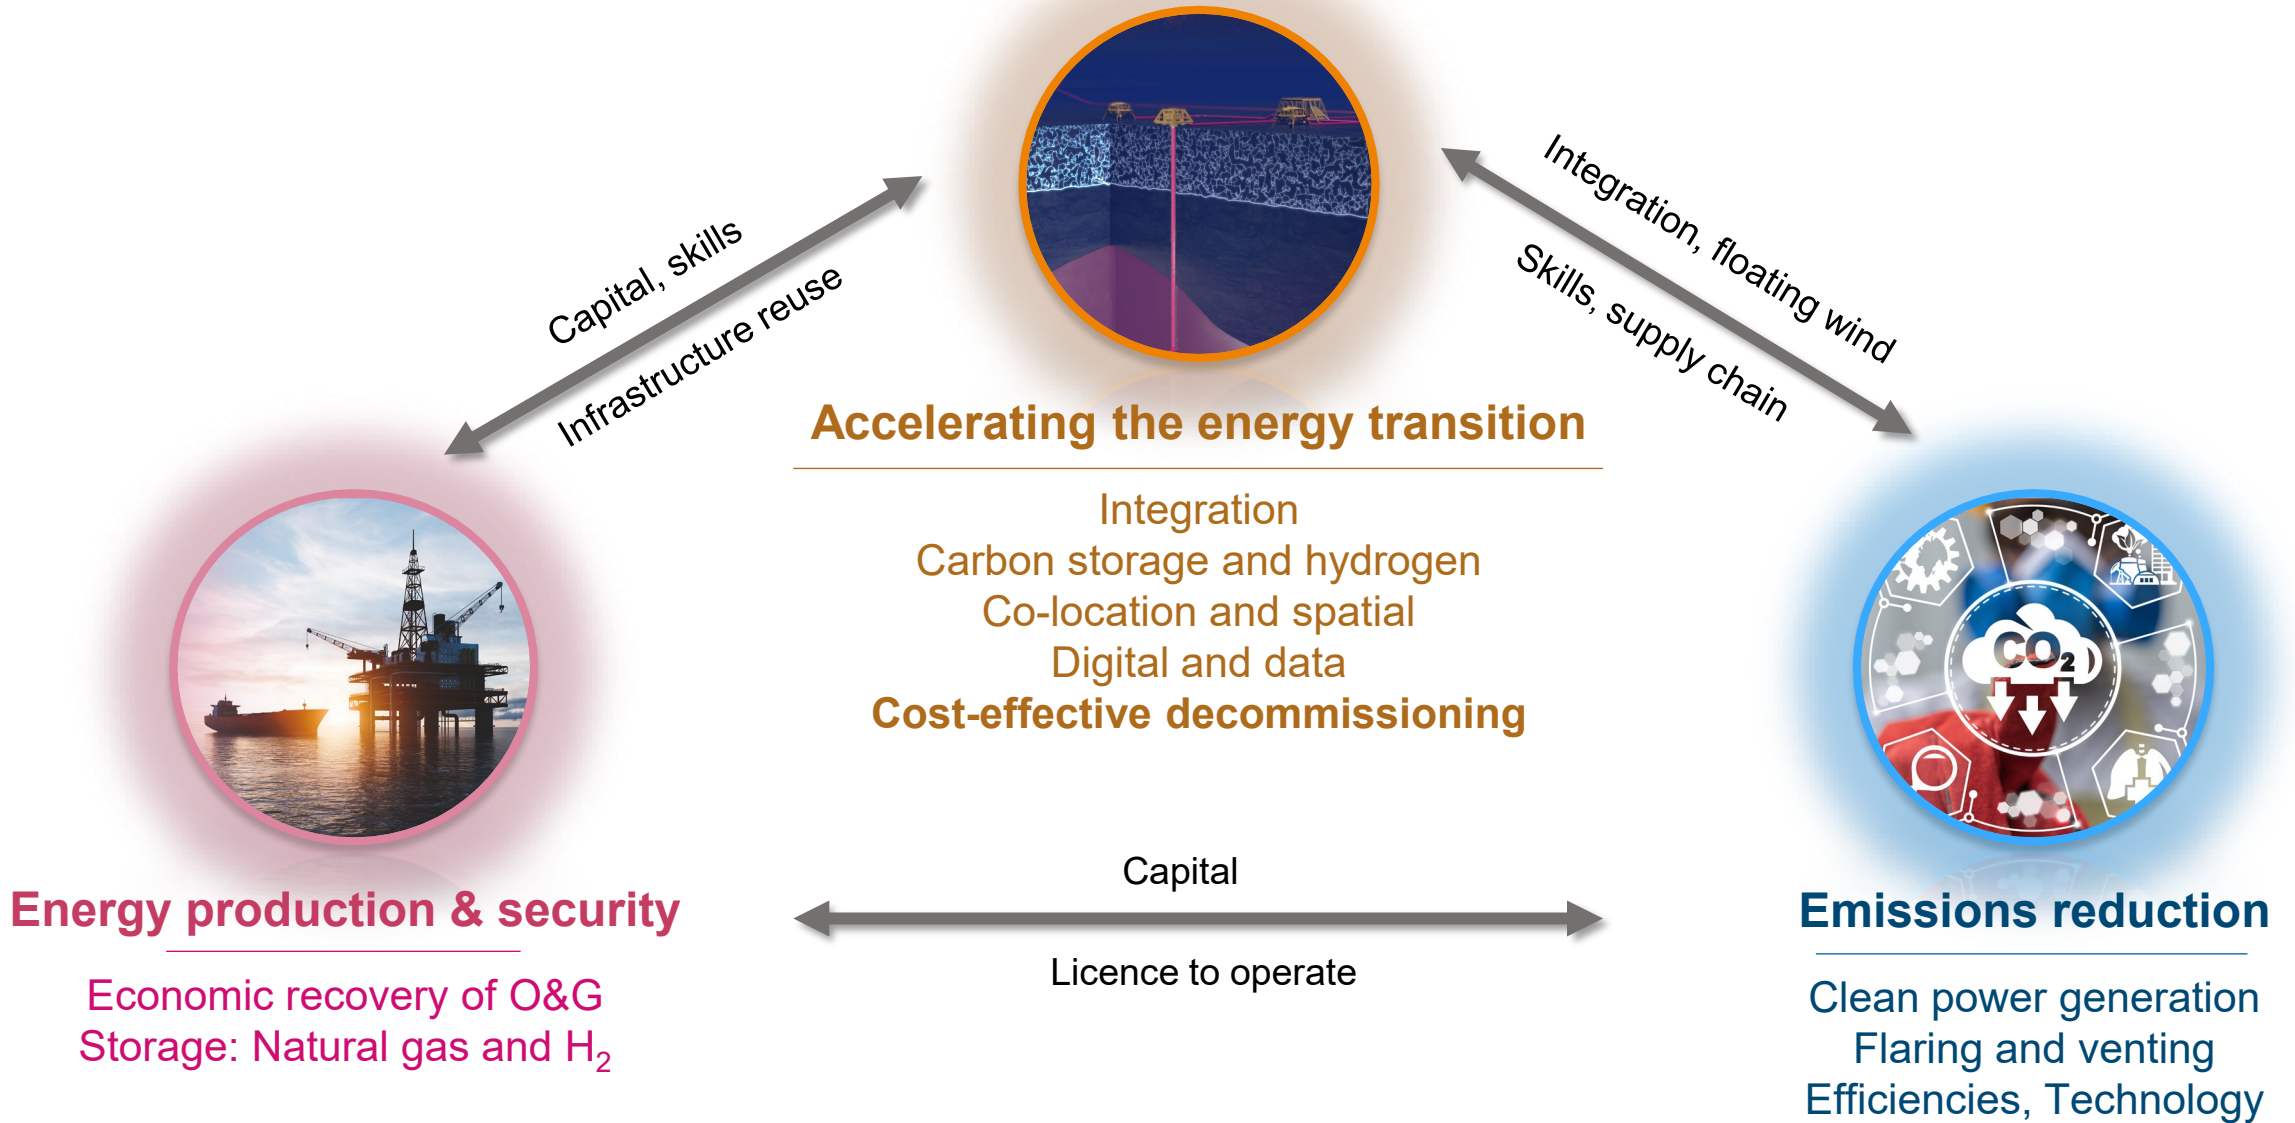 Capital, skills
Infrastructure reuse
Integration, floating wind
Skills, supply chain
Accelerating the energy transition
Integration
Carbon storage and hydrogen
Co-location and spatial
Digital and data
Cost-effective decommissioning
CO₂
Capital
Licence to operate
Energy production & security
Economic recovery of O&G
Storage: Natural gas and H₂
Emissions reduction
Clean power generation
Flaring and venting
Efficiencies, Technology